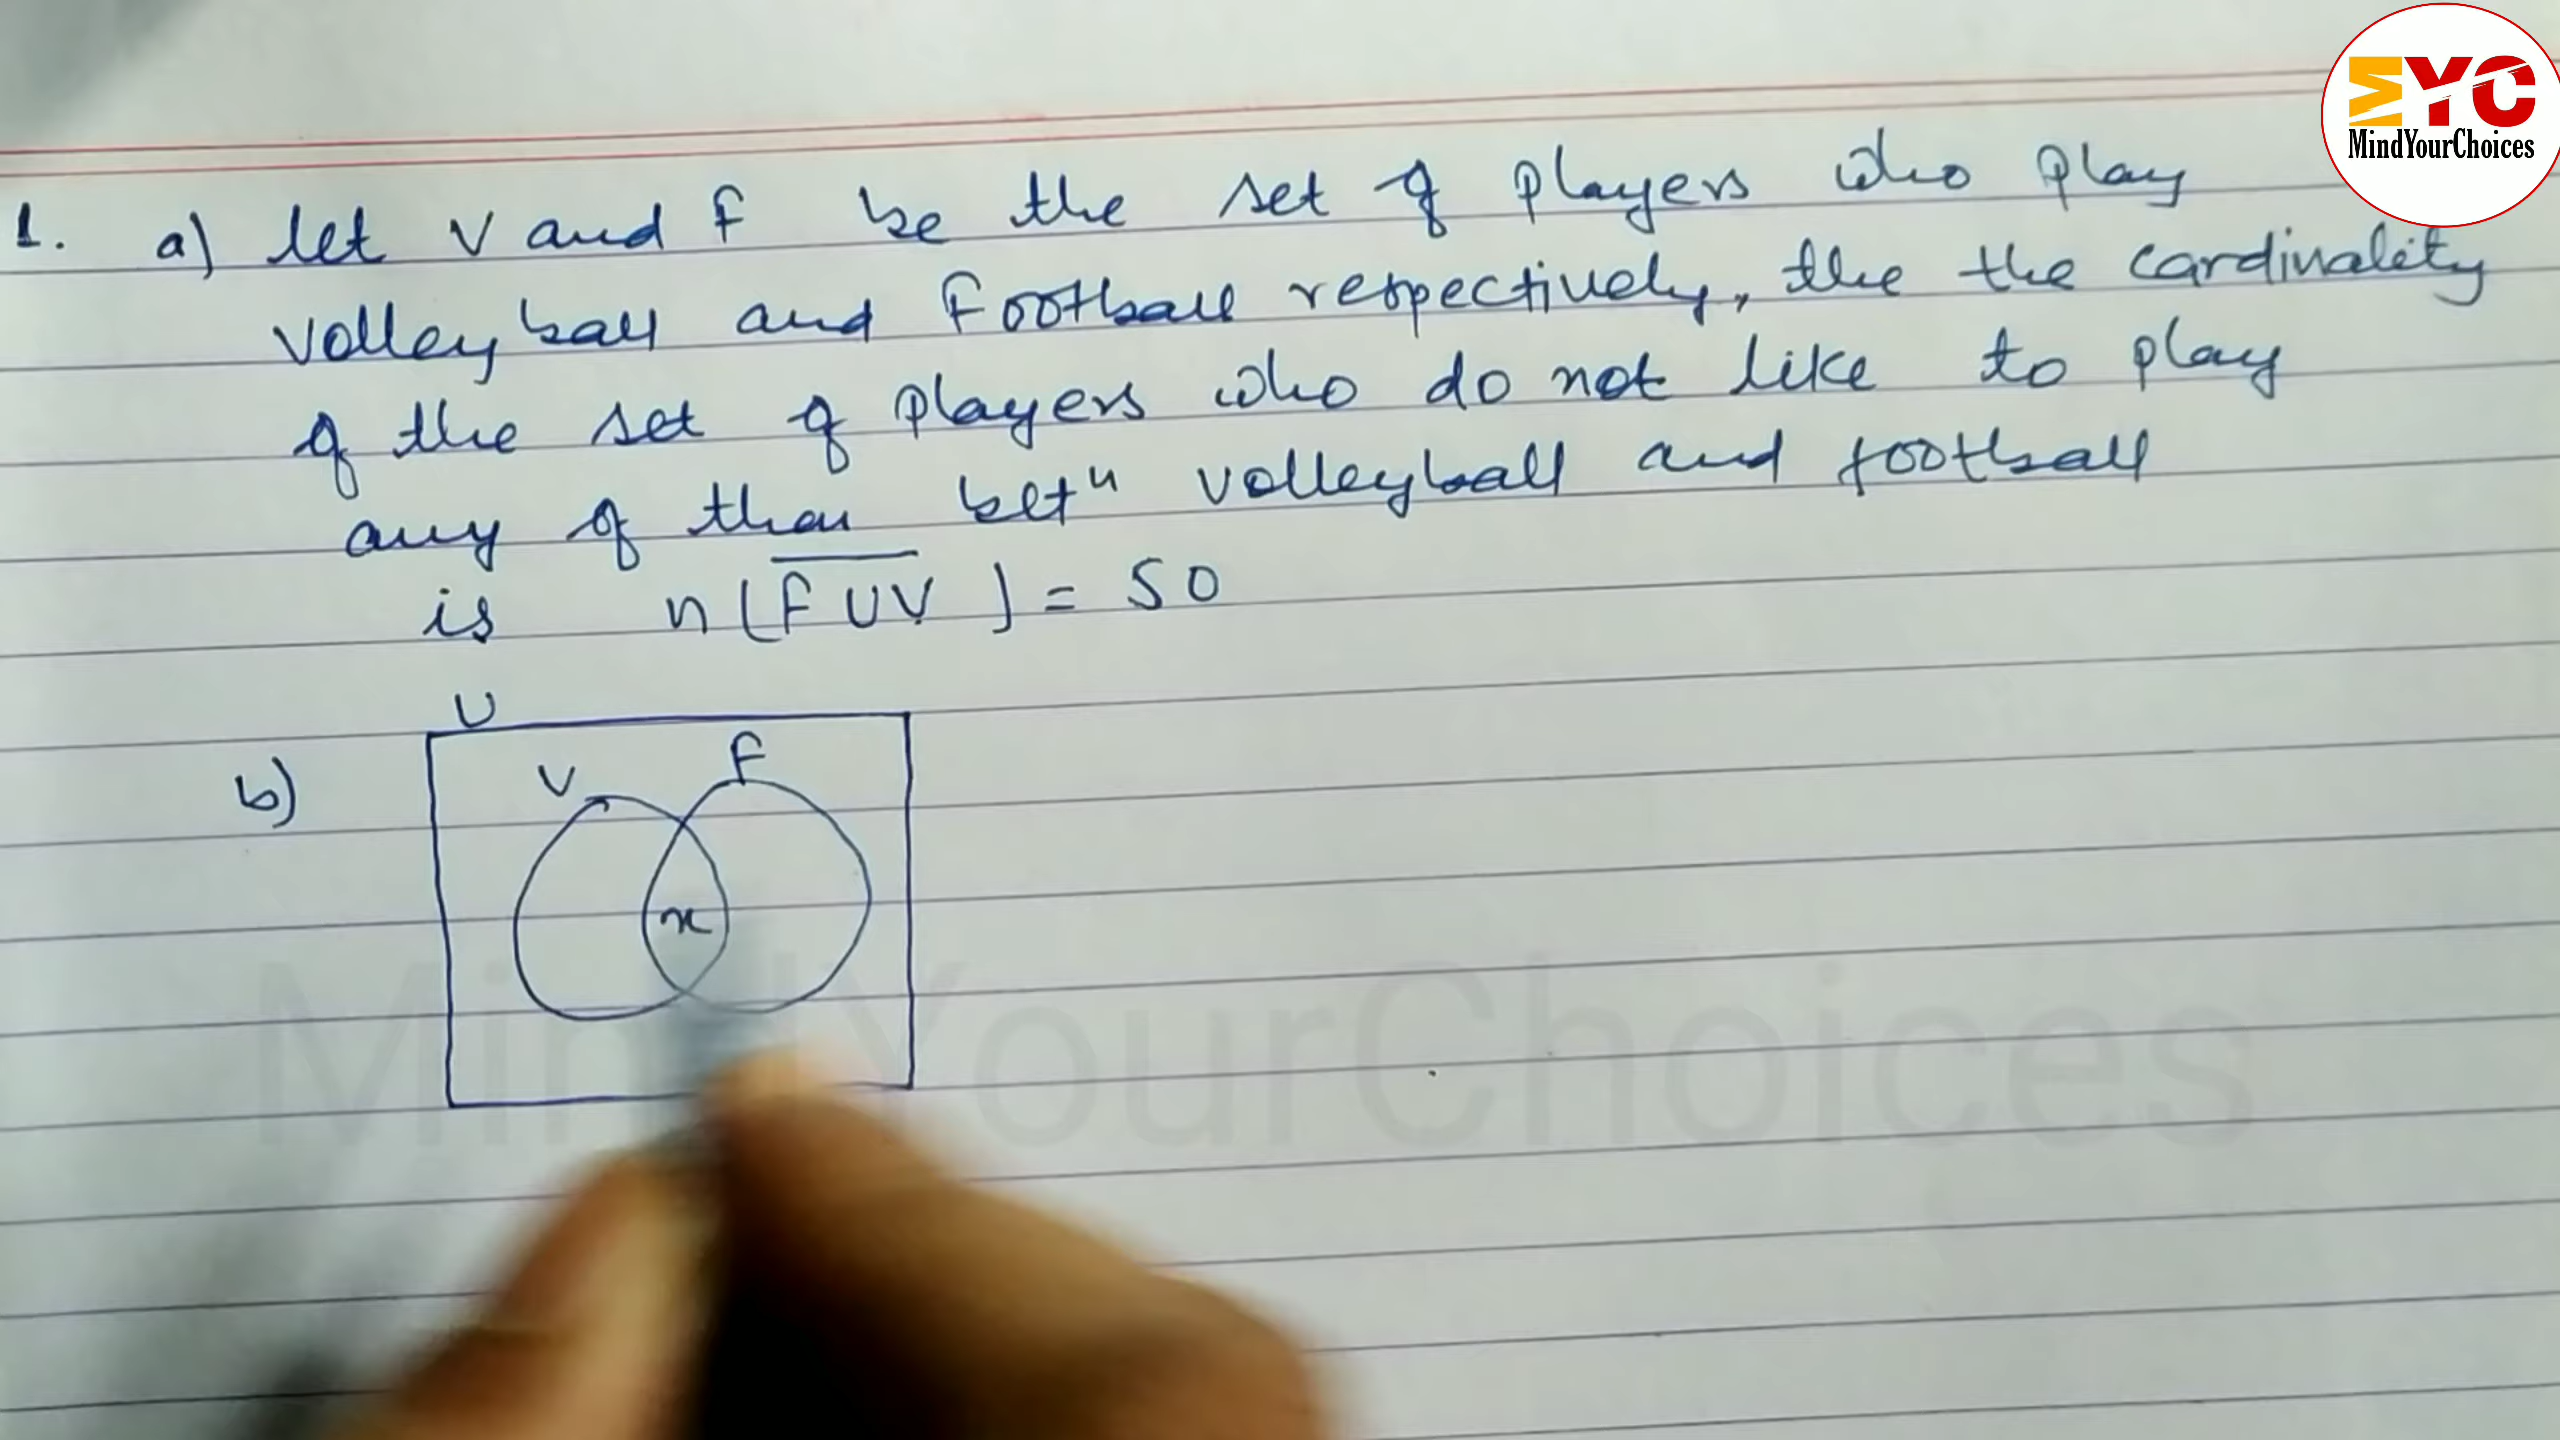 MYC
MindYourChoices
1. a) let V and F be the set of players who play
volleyball and Football respectively, the the cardinality
of the set of players who do not like to play
any of them betn volleyball and football
is n(F̅ ̅U̅ ̅V̅) = 50
U
b)
V F
x
MindYourChoices